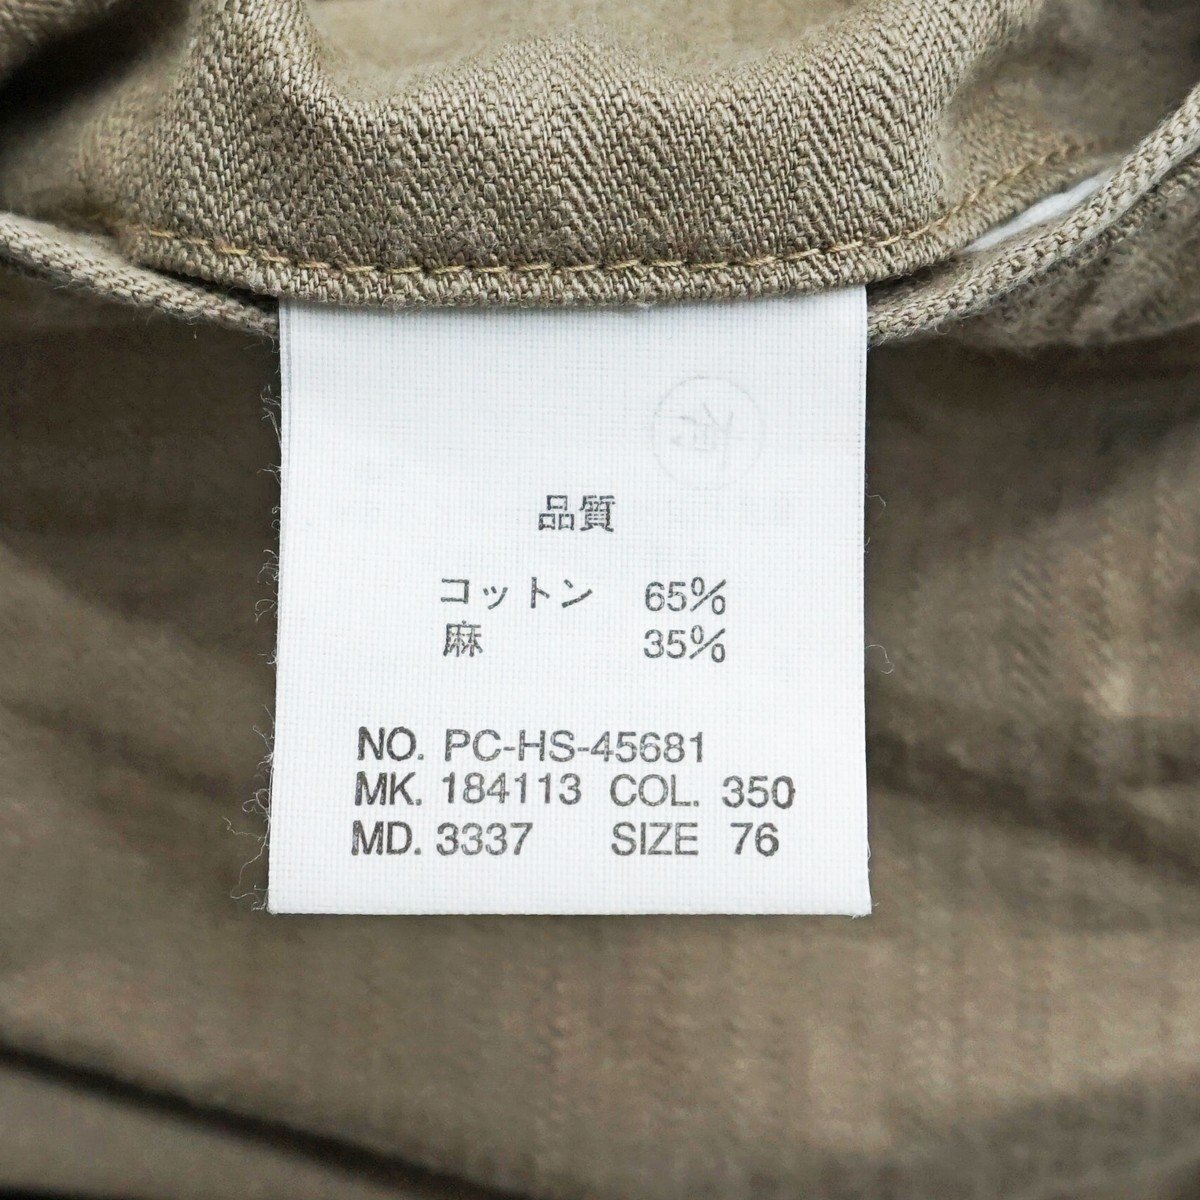 品質
コットン 65%
麻 35%
NO. PC-HS-45681
MK. 184113 COL. 350
MD. 3337 SIZE 76